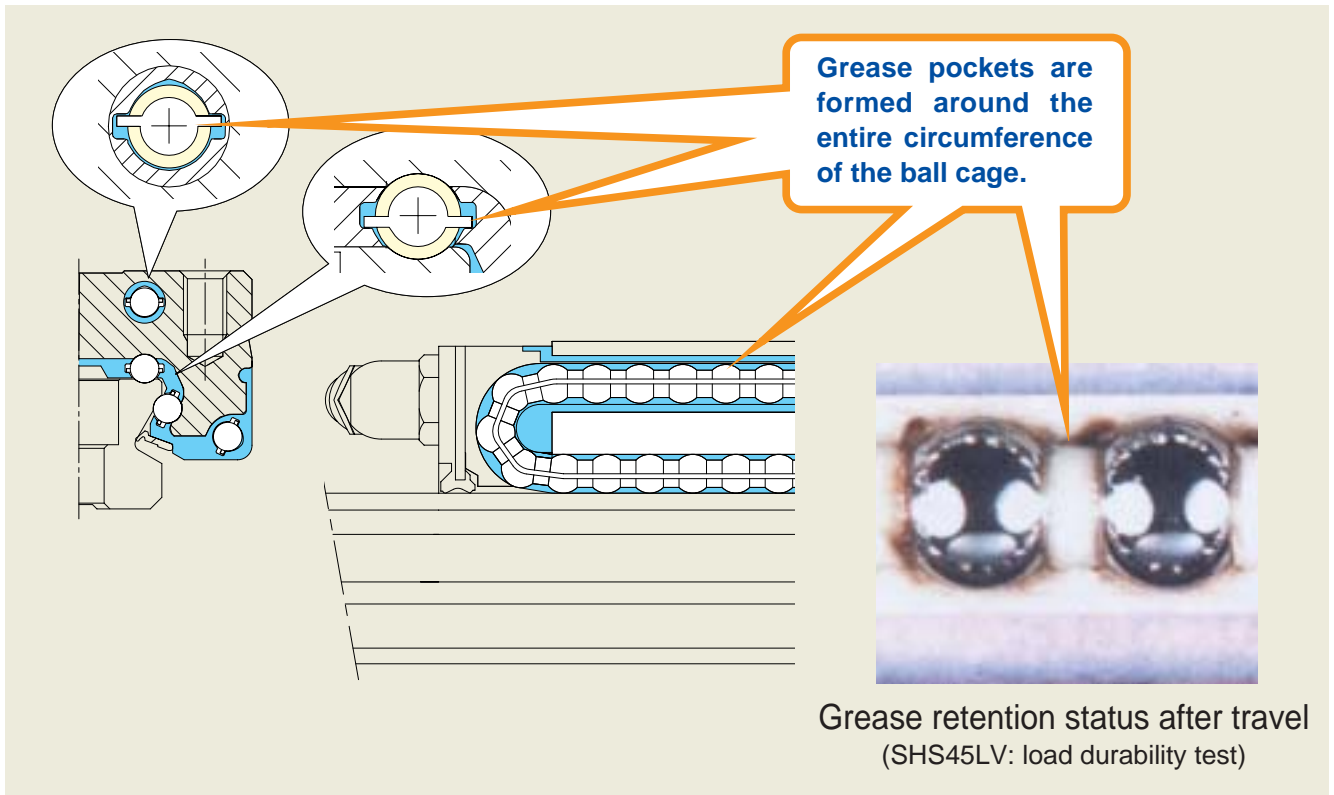 Grease pockets are
formed around the
entire circumference
of the ball cage.
Grease retention status after travel
(SHS45LV: load durability test)